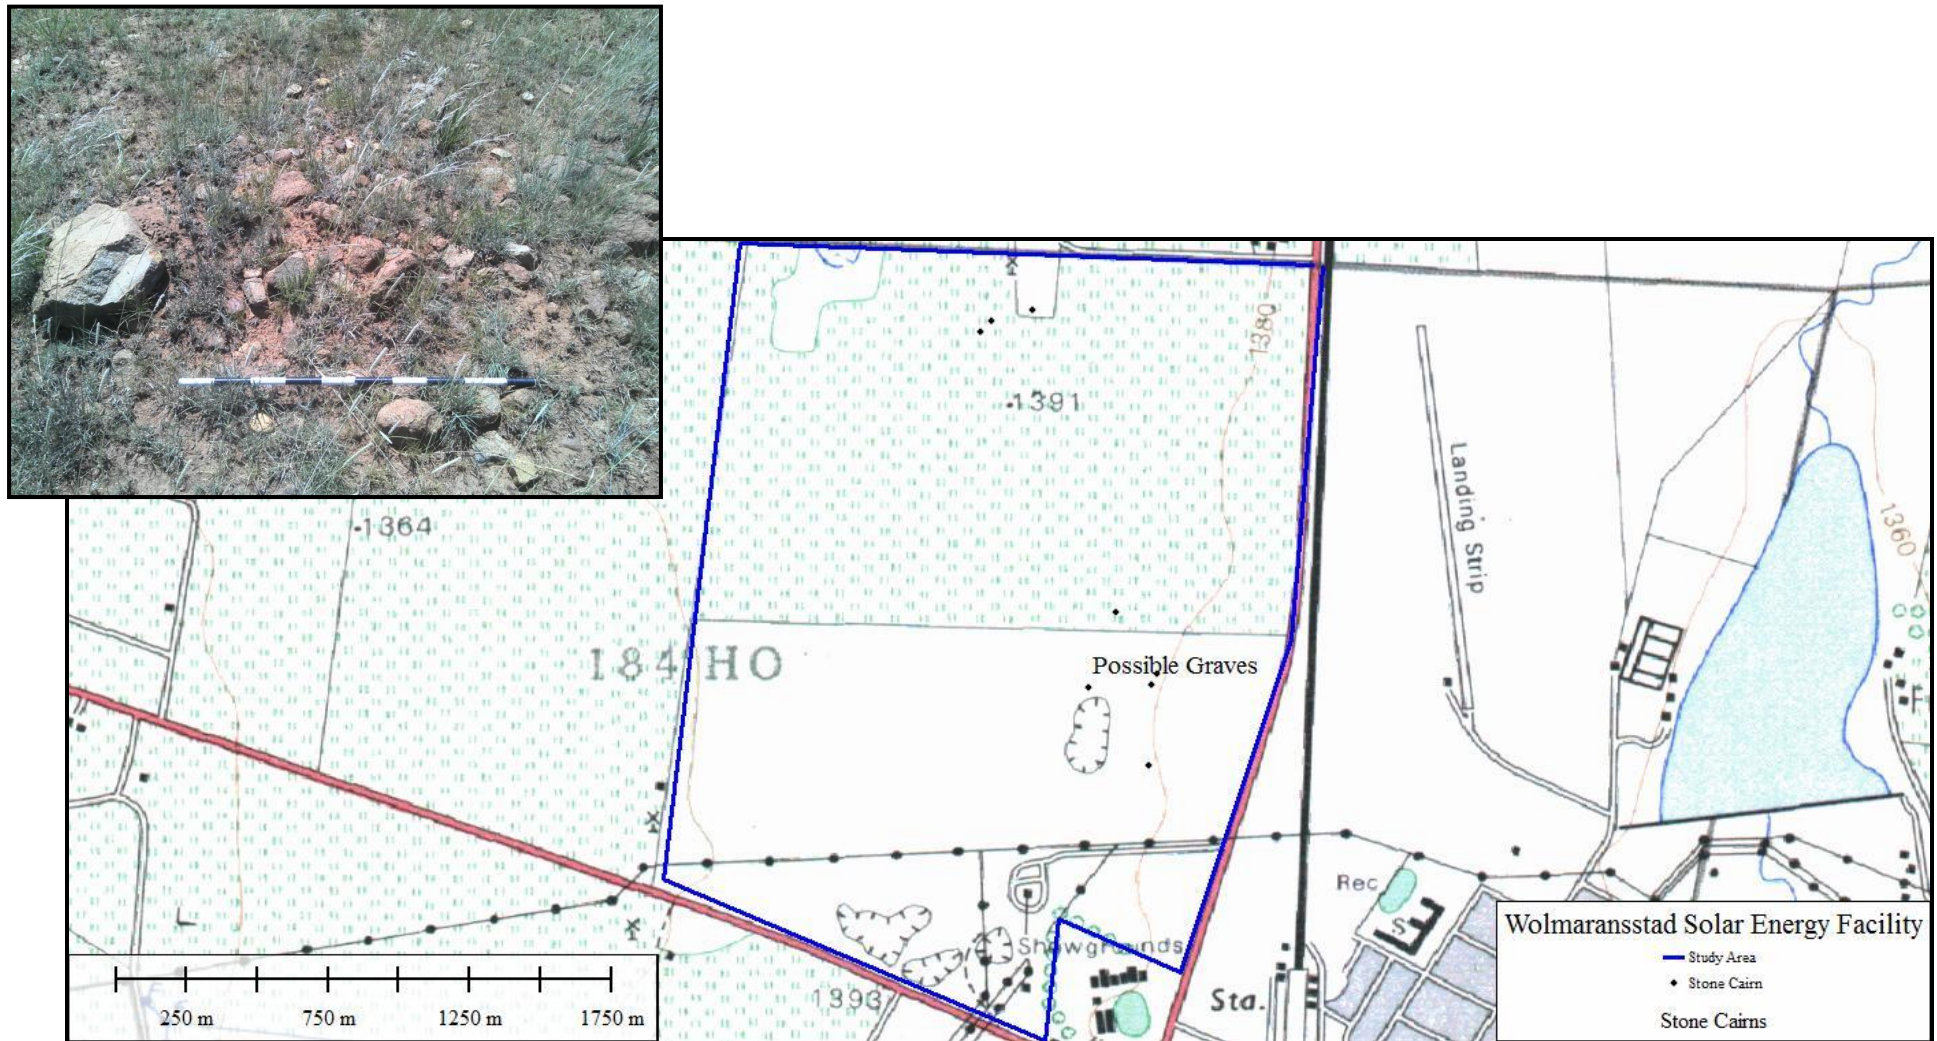 1380
1391
1364
Landing Strip
1360
184 HO
Possible Graves
Rec
S
Showgrounds
1393
Sta.
250 m 750 m 1250 m 1750 m
Wolmaransstad Solar Energy Facility
Study Area
Stone Cairn
Stone Cairns